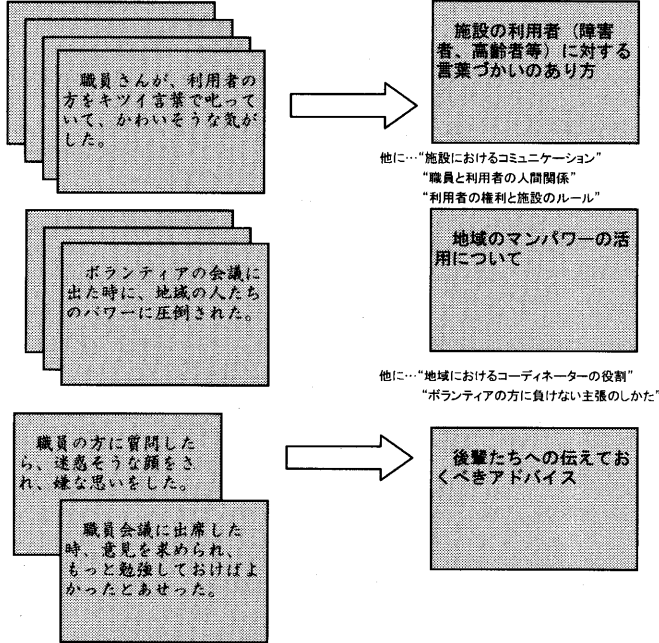 職員さんが、利用者の
方をキツイ言葉で叱って
いて、かわいそうな気が
した。
施設の利用者（障害
者、高齢者等）に対する
言葉づかいのあり方
他に…“施設におけるコミュニケーション”
“職員と利用者の人間関係”
“利用者の権利と施設のルール”
ボランティアの会議に
出た時に、地域の人たち
のパワーに圧倒された。
地域のマンパワーの活
用について
他に…“地域におけるコーディネーターの役割”
“ボランティアの方に負けない主張のしかた”
職員の方に質問した
ら、迷惑そうな顔をさ
れ、嫌な思いをした。
職員会議に出席した
時、意見を求められ、
もっと勉強しておけばよ
かったとあせった。
後輩たちへの伝えてお
くべきアドバイス